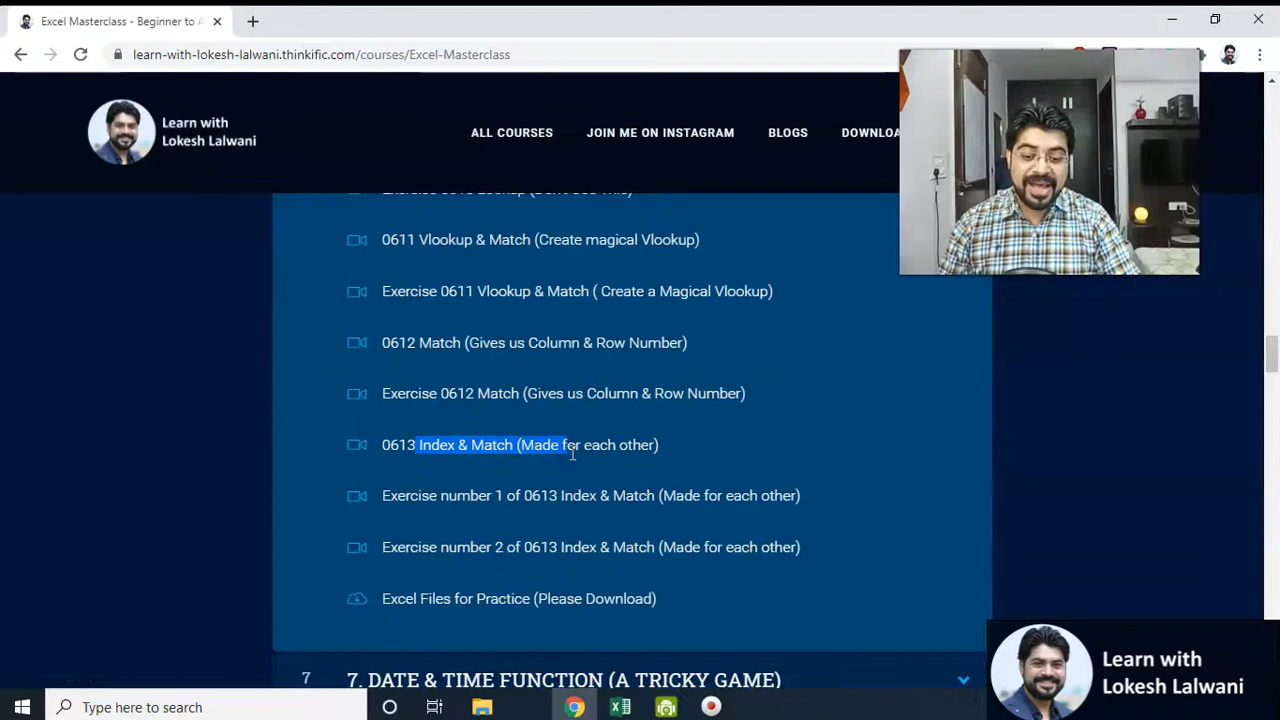 Excel Masterclass - Beginner to A
learn-with-lokesh-lalwani.thinkific.com/courses/Excel-Masterclass
Learn with
Lokesh Lalwani
ALL COURSES
JOIN ME ON INSTAGRAM
BLOGS
DOWNLOA
0611 Vlookup & Match (Create magical Vlookup)
Exercise 0611 Vlookup & Match ( Create a Magical Vlookup)
0612 Match (Gives us Column & Row Number)
Exercise 0612 Match (Gives us Column & Row Number)
0613 Index & Match (Made for each other)
Exercise number 1 of 0613 Index & Match (Made for each other)
Exercise number 2 of 0613 Index & Match (Made for each other)
Excel Files for Practice (Please Download)
7
7. DATE & TIME FUNCTION (A TRICKY GAME)
Learn with
Lokesh Lalwani
Type here to search